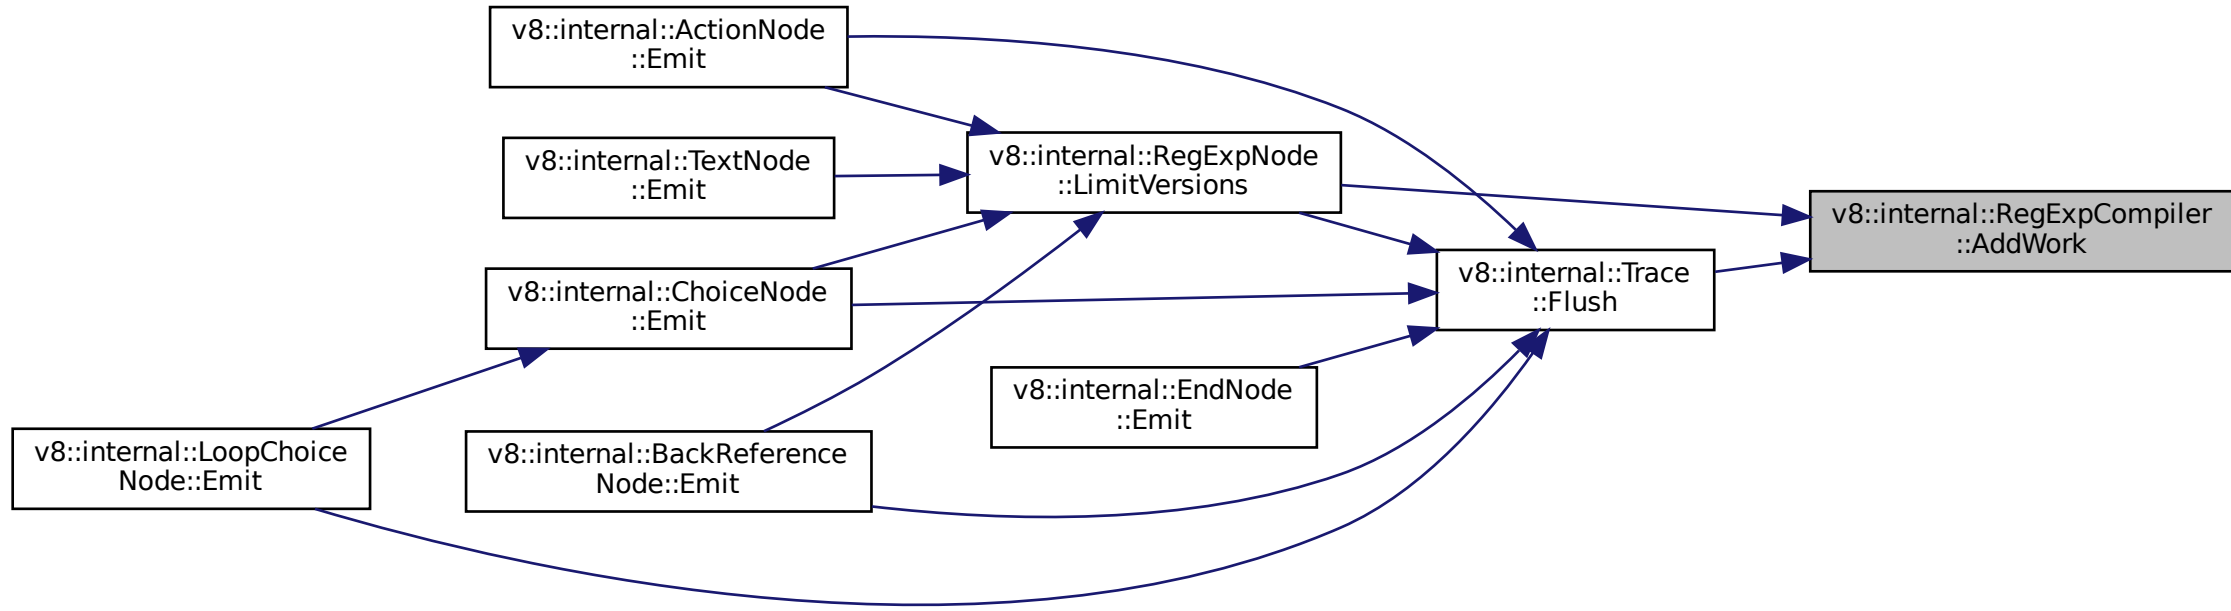 v8::internal::ActionNode
::Emit
v8::internal::TextNode
::Emit
v8::internal::RegExpNode
::LimitVersions
v8::internal::RegExpCompiler
::AddWork
v8::internal::Trace
::Flush
v8::internal::ChoiceNode
::Emit
v8::internal::EndNode
::Emit
v8::internal::LoopChoice
Node::Emit
v8::internal::BackReference
Node::Emit